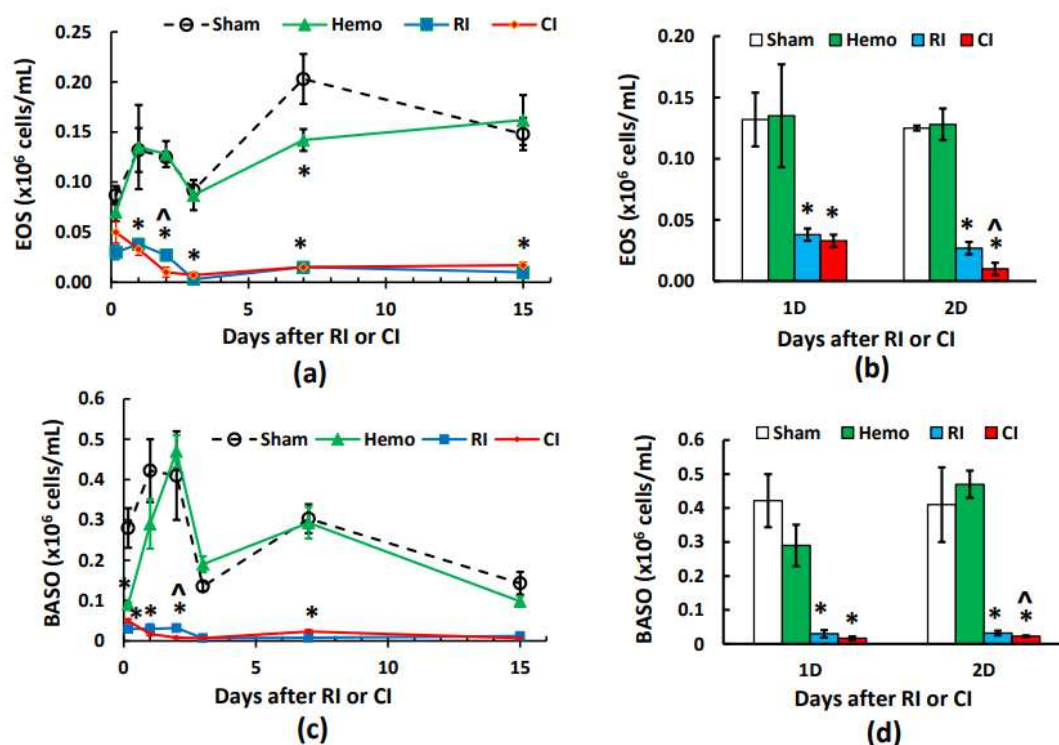 Sham Hemo RI CI
EOS (x10⁶ cells/mL)
0.25
0.20
0.15
0.10
0.05
0.00
*
^
*
*
*
*
*
0 5 10 15
Days after RI or CI
(a)
Sham Hemo RI CI
EOS (x10⁶ cells/mL)
0.20
0.15
0.10
0.05
0.00
* *
*
^
*
1D 2D
Days after RI or CI
(b)
Sham Hemo RI CI
BASO (x10⁶ cells/mL)
0.6
0.5
0.4
0.3
0.2
0.1
0
*
* *
^
*
*
0 5 10 15
Days after RI or CI
(c)
Sham Hemo RI CI
BASO (x10⁶ cells/mL)
0.6
0.5
0.4
0.3
0.2
0.1
0
* *
*
^
*
1D 2D
Days after RI or CI
(d)